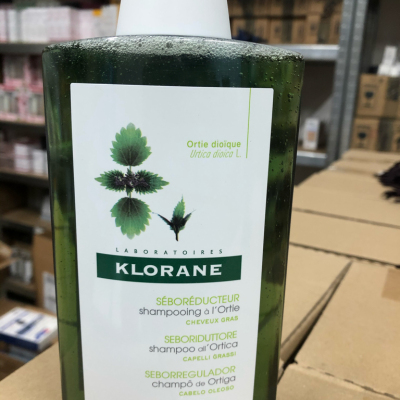 Ortie dioïque
Urtica dioica L.
LABORATOIRES
KLORANE
SÉBORÉDUCTEUR
shampooing à l'Ortie
CHEVEUX GRAS
SEBORIDUTTORE
shampoo all'Ortica
CAPELLI GRASSI
SEBORREGULADOR
champô de Ortiga
CABELO OLEOSO